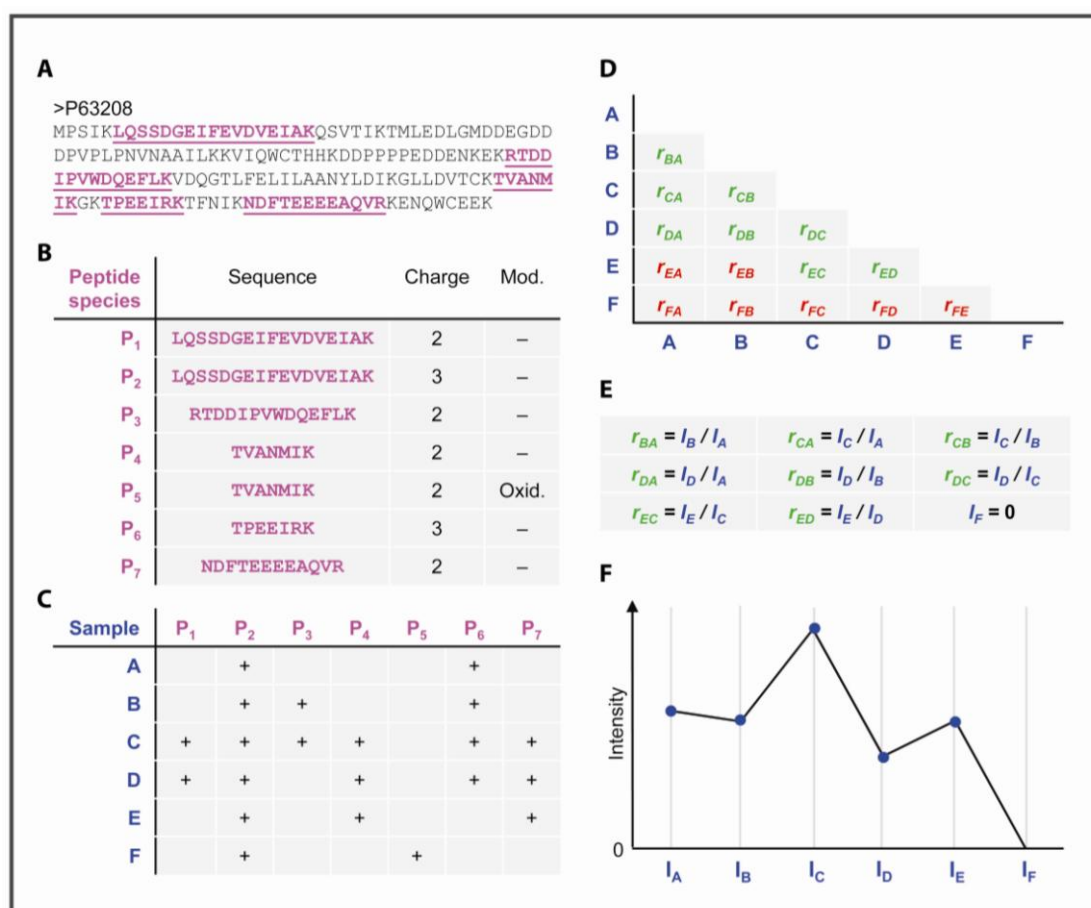 A
>P63208
MPSIKLQSSDGEIFEVDVEIAKQSVTIKTMLEDLGMDDEGDD
DPVPLPNVNAAILKKVIQWCTHHKDDPPPPEDDENKEKRTDD
IPVWDQEFLKVDQGTLFELILAANYLDIKGLLDVTCKTVANM
IKGKTPEEIRKTFNIKNDFTEEEEAQVRKENQWCEEK
B
Peptide species Sequence Charge Mod.
P1 LQSSDGEIFEVDVEIAK 2 –
P2 LQSSDGEIFEVDVEIAK 3 –
P3 RTDDIPVWDQEFLK 2 –
P4 TVANMIK 2 –
P5 TVANMIK 2 Oxid.
P6 TPEEIRK 3 –
P7 NDFTEEEEAQVR 2 –
C
Sample P1 P2 P3 P4 P5 P6 P7
A + +
B + + +
C + + + + + +
D + + + + +
E + + +
F + +
D
A
B rBA
C rCA rCB
D rDA rDB rDC
E rEA rEB rEC rED
F rFA rFB rFC rFD rFE
A B C D E F
E
rBA = IB / IA rCA = IC / IA rCB = IC / IB
rDA = ID / IA rDB = ID / IB rDC = ID / IC
rEC = IE / IC rED = IE / ID IF = 0
F
Intensity
0
IA IB IC ID IE IF